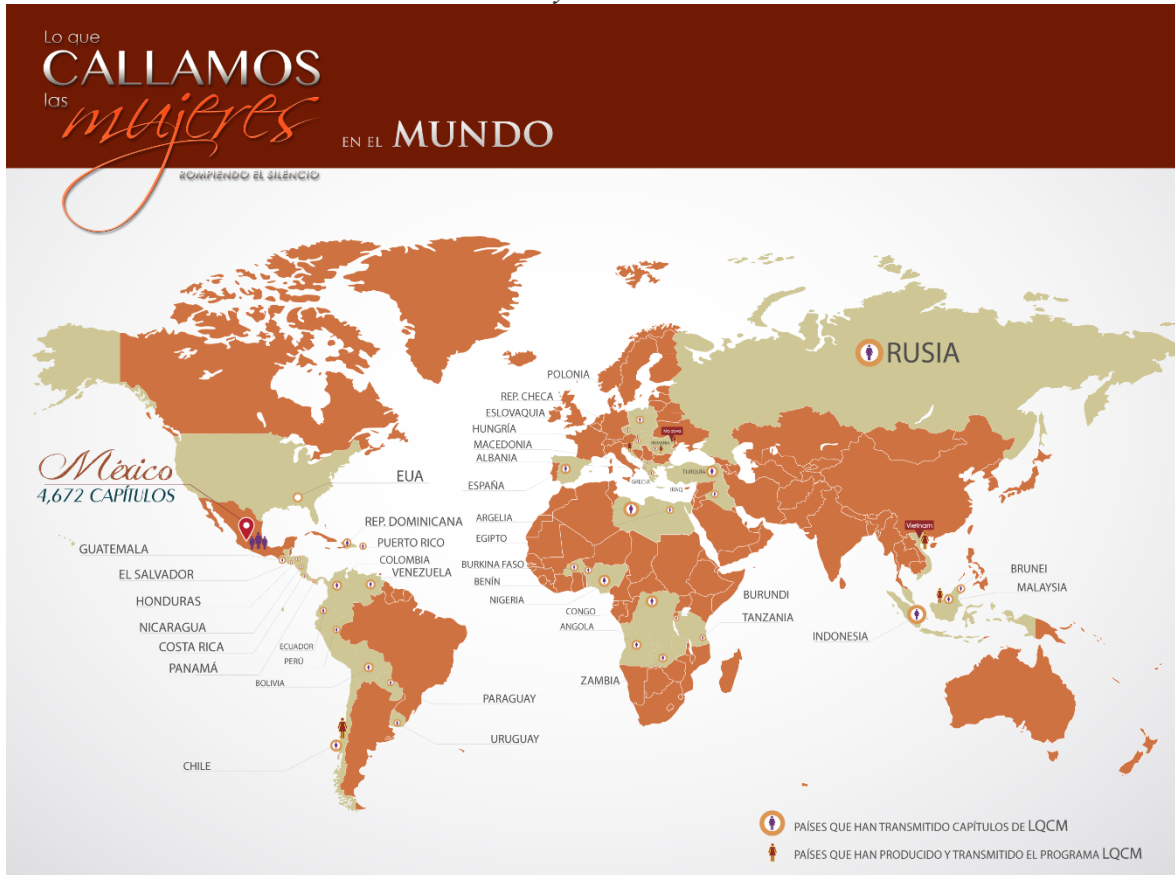 Lo que
CALLAMOS
las
mujeres
EN EL MUNDO
ROMPIENDO EL SILENCIO
RUSIA
POLONIA
REP. CHECA
ESLOVAQUIA
HUNGRÍA
MACEDONIA
ALBANIA
ESPAÑA
GRECIA
TURQUÍA
IRAQ
México
4,672 CAPÍTULOS
EUA
REP. DOMINICANA
PUERTO RICO
COLOMBIA
VENEZUELA
GUATEMALA
EL SALVADOR
HONDURAS
NICARAGUA
COSTA RICA
PANAMÁ
ECUADOR
PERÚ
BOLIVIA
PARAGUAY
URUGUAY
CHILE
ARGELIA
EGIPTO
BURKINA FASO
BENÍN
NIGERIA
CONGO
ANGOLA
ZAMBIA
BURUNDI
TANZANIA
Vietnam
BRUNEI
MALAYSIA
INDONESIA
PAÍSES QUE HAN TRANSMITIDO CAPÍTULOS DE LQCM
PAÍSES QUE HAN PRODUCIDO Y TRANSMITIDO EL PROGRAMA LQCM